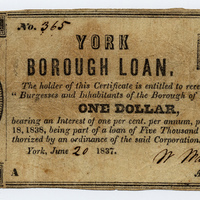 No. 365
YORK
BOROUGH LOAN,
The holder of this Certificate is entitled to rece
"Burgesses and Inhabitants of the Borough of
ONE DOLLAR,
bearing an Interest of one per cent. per annum, p
18, 1838, being part of a loan of Five Thousand
thorized by an ordinance of the said Corporation.
York, June 20 1837.
A